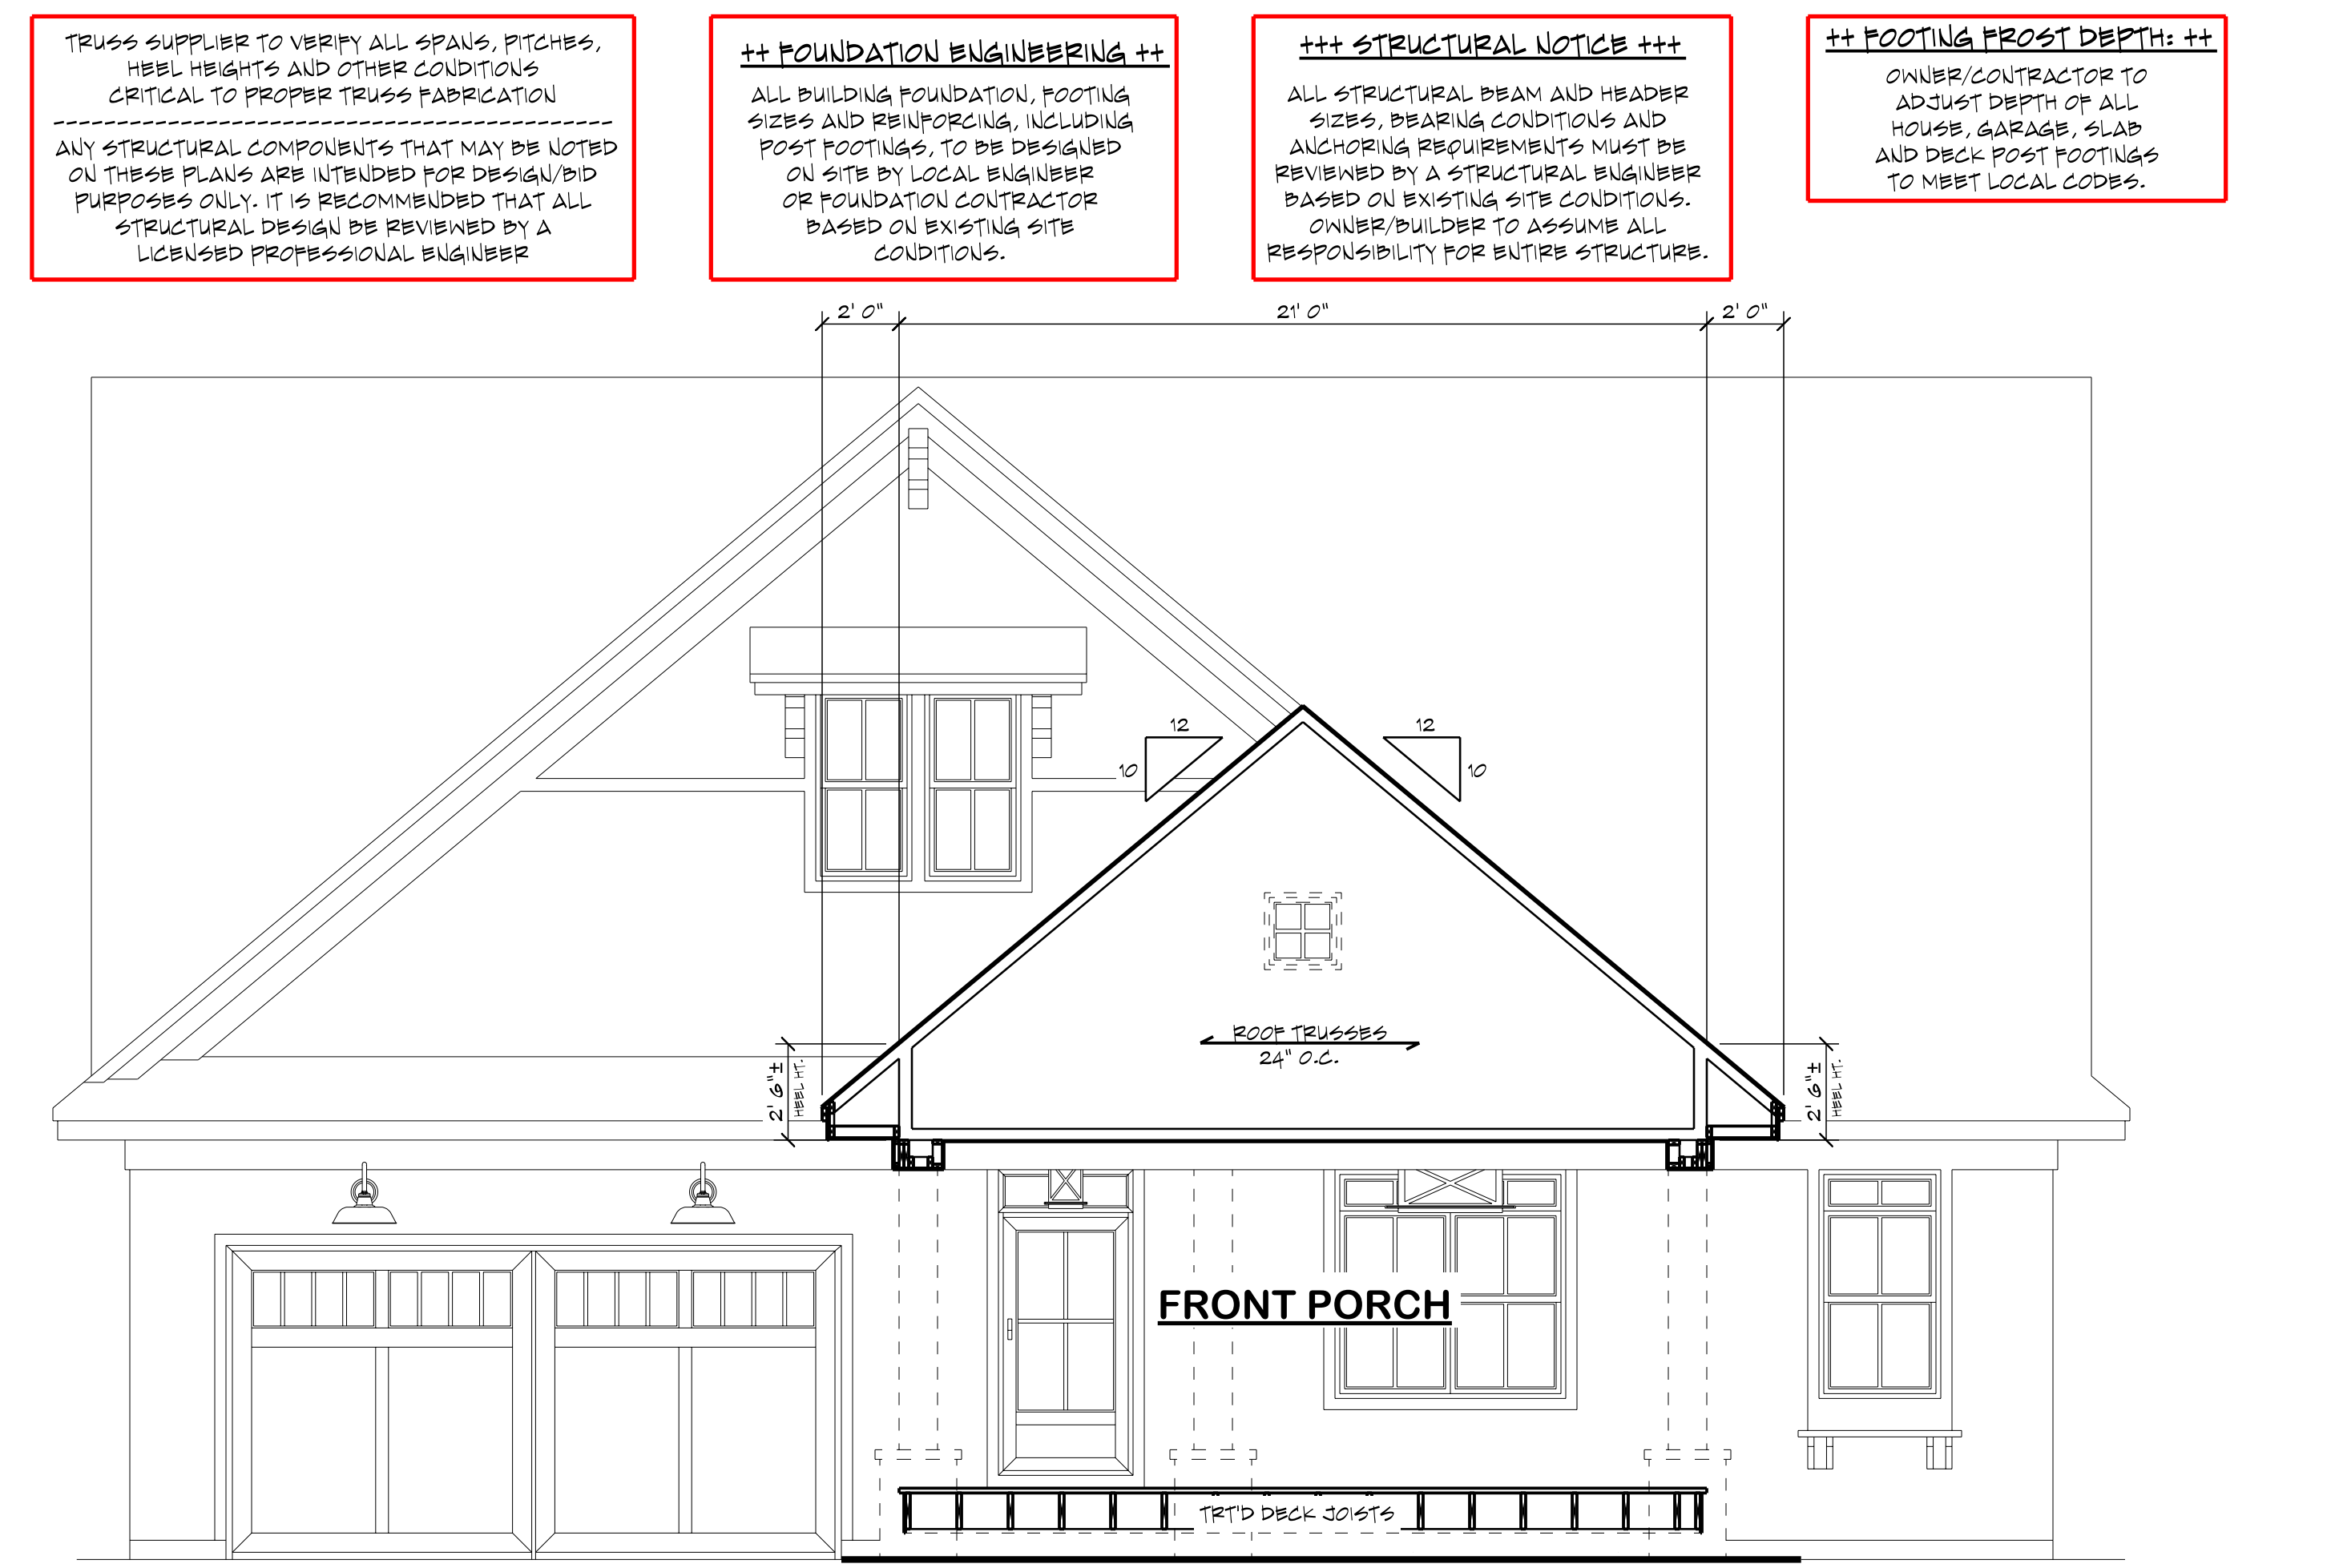 TRUSS SUPPLIER TO VERIFY ALL SPANS, PITCHES,
HEEL HEIGHTS AND OTHER CONDITIONS
CRITICAL TO PROPER TRUSS FABRICATION
ANY STRUCTURAL COMPONENTS THAT MAY BE NOTED
ON THESE PLANS ARE INTENDED FOR DESIGN/BID
PURPOSES ONLY. IT IS RECOMMENDED THAT ALL
STRUCTURAL DESIGN BE REVIEWED BY A
LICENSED PROFESSIONAL ENGINEER
++ FOUNDATION ENGINEERING ++
ALL BUILDING FOUNDATION, FOOTING
SIZES AND REINFORCING, INCLUDING
POST FOOTINGS, TO BE DESIGNED
ON SITE BY LOCAL ENGINEER
OR FOUNDATION CONTRACTOR
BASED ON EXISTING SITE
CONDITIONS.
+++ STRUCTURAL NOTICE +++
ALL STRUCTURAL BEAM AND HEADER
SIZES, BEARING CONDITIONS AND
ANCHORING REQUIREMENTS MUST BE
REVIEWED BY A STRUCTURAL ENGINEER
BASED ON EXISTING SITE CONDITIONS.
OWNER/BUILDER TO ASSUME ALL
RESPONSIBILITY FOR ENTIRE STRUCTURE.
++ FOOTING FROST DEPTH: ++
OWNER/CONTRACTOR TO
ADJUST DEPTH OF ALL
HOUSE, GARAGE, SLAB
AND DECK POST FOOTINGS
TO MEET LOCAL CODES.
2' 0"
21' 0"
2' 0"
12
10
12
10
ROOF TRUSSES
24" O.C.
2' 6"±
HEEL HT.
2' 6"±
HEEL HT.
FRONT PORCH
TRT'D DECK JOISTS